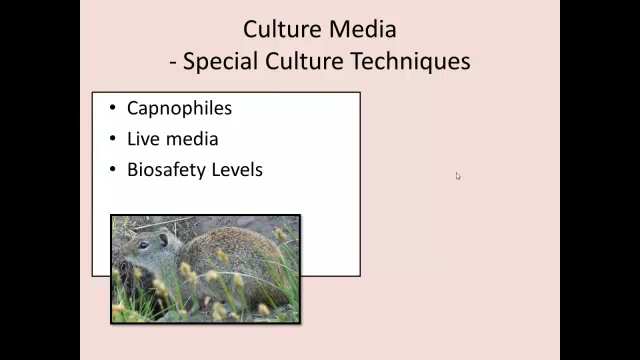 Culture Media
- Special Culture Techniques
• Capnophiles
• Live media
• Biosafety Levels